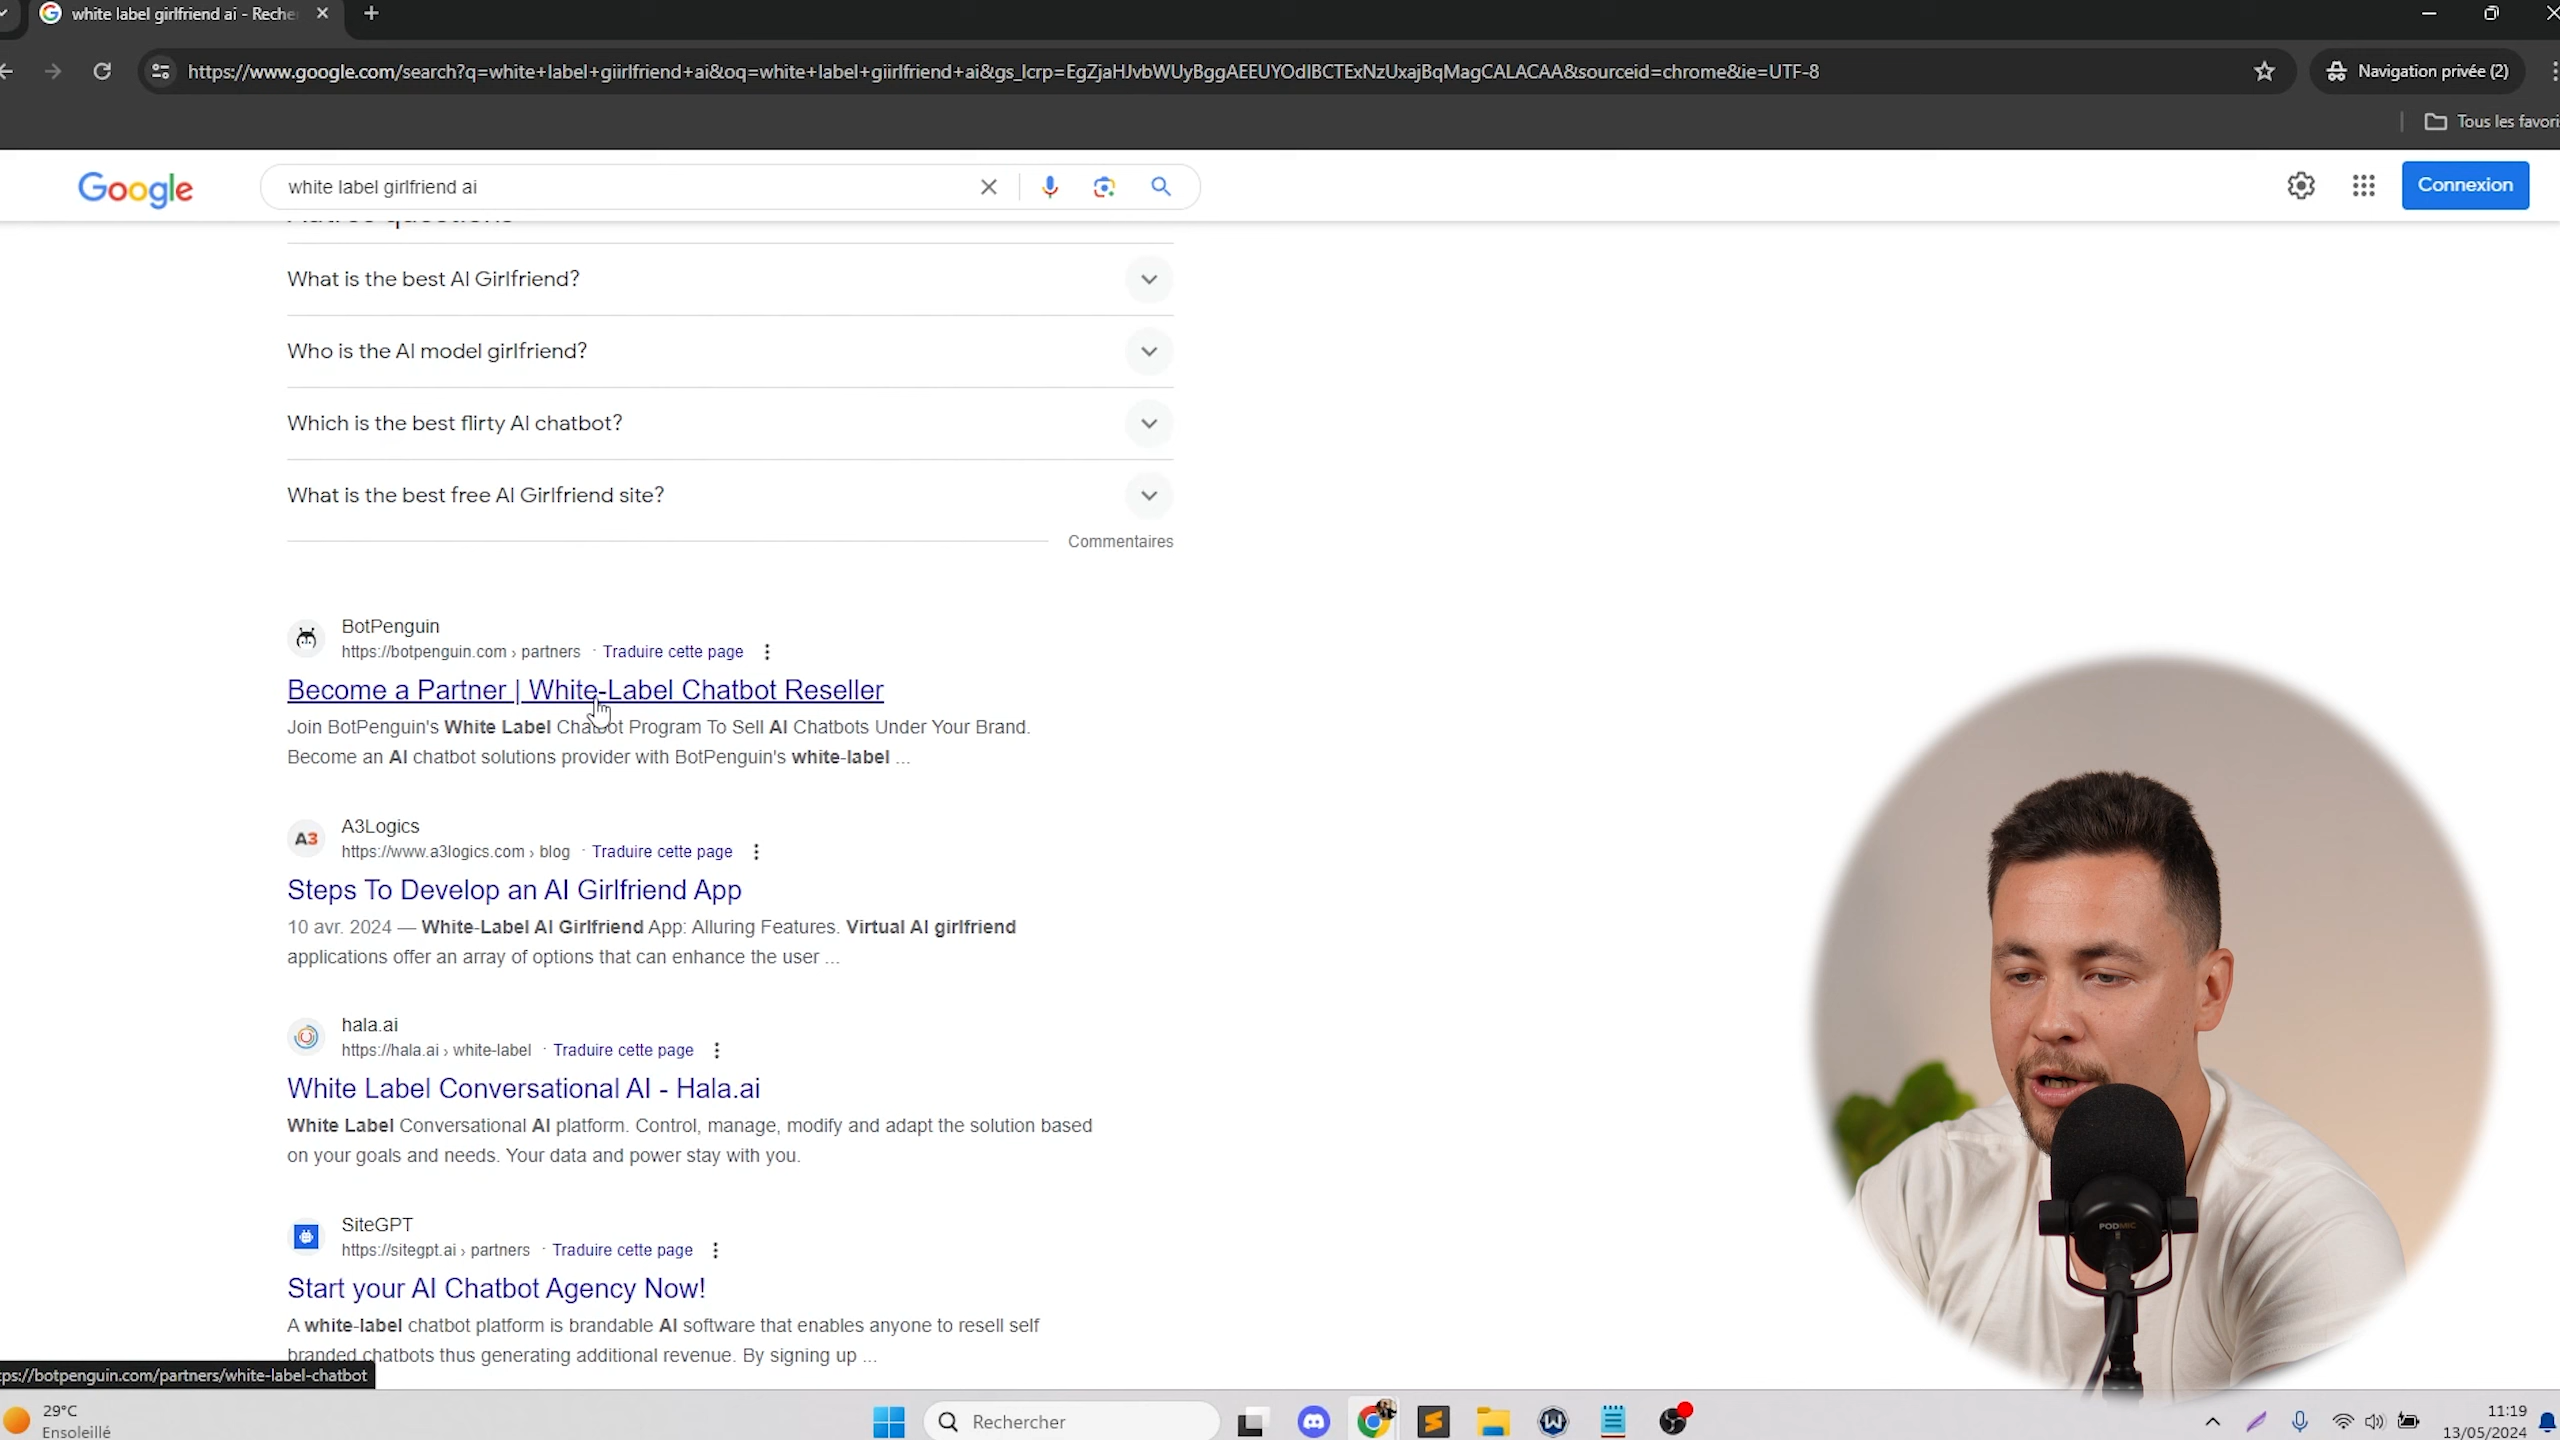 white label girlfriend ai - Reche
https://www.google.com/search?q=white+label+giirlfriend+ai&oq=white+label+giirlfriend+ai&gs_lcrp=EgZjaHJvbWUyBggAEEUYOdIBCTExNzUxajBqMagCALACAA&sourceid=chrome&ie=UTF-8
Navigation privée (2)
Tous les favori
Google
white label girlfriend ai
Connexion
Autres questions
What is the best AI Girlfriend?
Who is the AI model girlfriend?
Which is the best flirty AI chatbot?
What is the best free AI Girlfriend site?
Commentaires
BotPenguin
https://botpenguin.com › partners · Traduire cette page
Become a Partner | White-Label Chatbot Reseller
Join BotPenguin's White Label Chatbot Program To Sell AI Chatbots Under Your Brand.
Become an AI chatbot solutions provider with BotPenguin's white-label ...
A3
A3Logics
https://www.a3logics.com › blog · Traduire cette page
Steps To Develop an AI Girlfriend App
10 avr. 2024 — White-Label AI Girlfriend App: Alluring Features. Virtual AI girlfriend
applications offer an array of options that can enhance the user ...
hala.ai
https://hala.ai › white-label · Traduire cette page
White Label Conversational AI - Hala.ai
White Label Conversational AI platform. Control, manage, modify and adapt the solution based
on your goals and needs. Your data and power stay with you.
SiteGPT
https://sitegpt.ai › partners · Traduire cette page
Start your AI Chatbot Agency Now!
A white-label chatbot platform is brandable AI software that enables anyone to resell self
branded chatbots thus generating additional revenue. By signing up ...
tps://botpenguin.com/partners/white-label-chatbot
PODMIC
29°C
Ensoleillé
Rechercher
11:19
13/05/2024